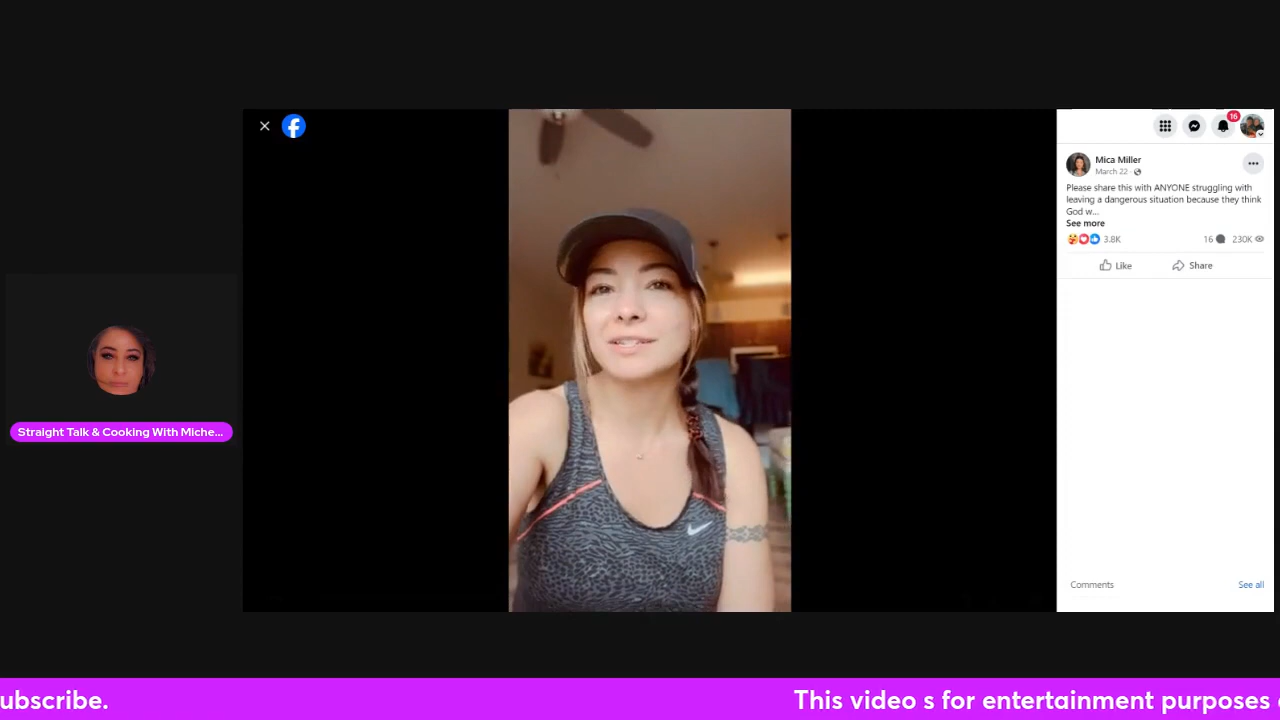 16
Mica Miller
March 22
Please share this with ANYONE struggling with
leaving a dangerous situation because they think
God w...
See more
3.8K
16
230K
Like
Share
Straight Talk & Cooking With Miche...
Comments
See all
ubscribe.
This video s for entertainment purposes